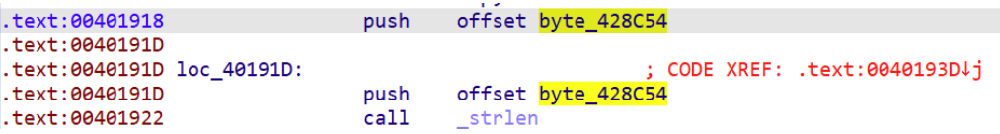 .text:00401918                 push    offset byte_428C54
.text:0040191D
.text:0040191D loc_40191D:                             ; CODE XREF: .text:0040193D↓j
.text:0040191D                 push    offset byte_428C54
.text:00401922                 call    _strlen